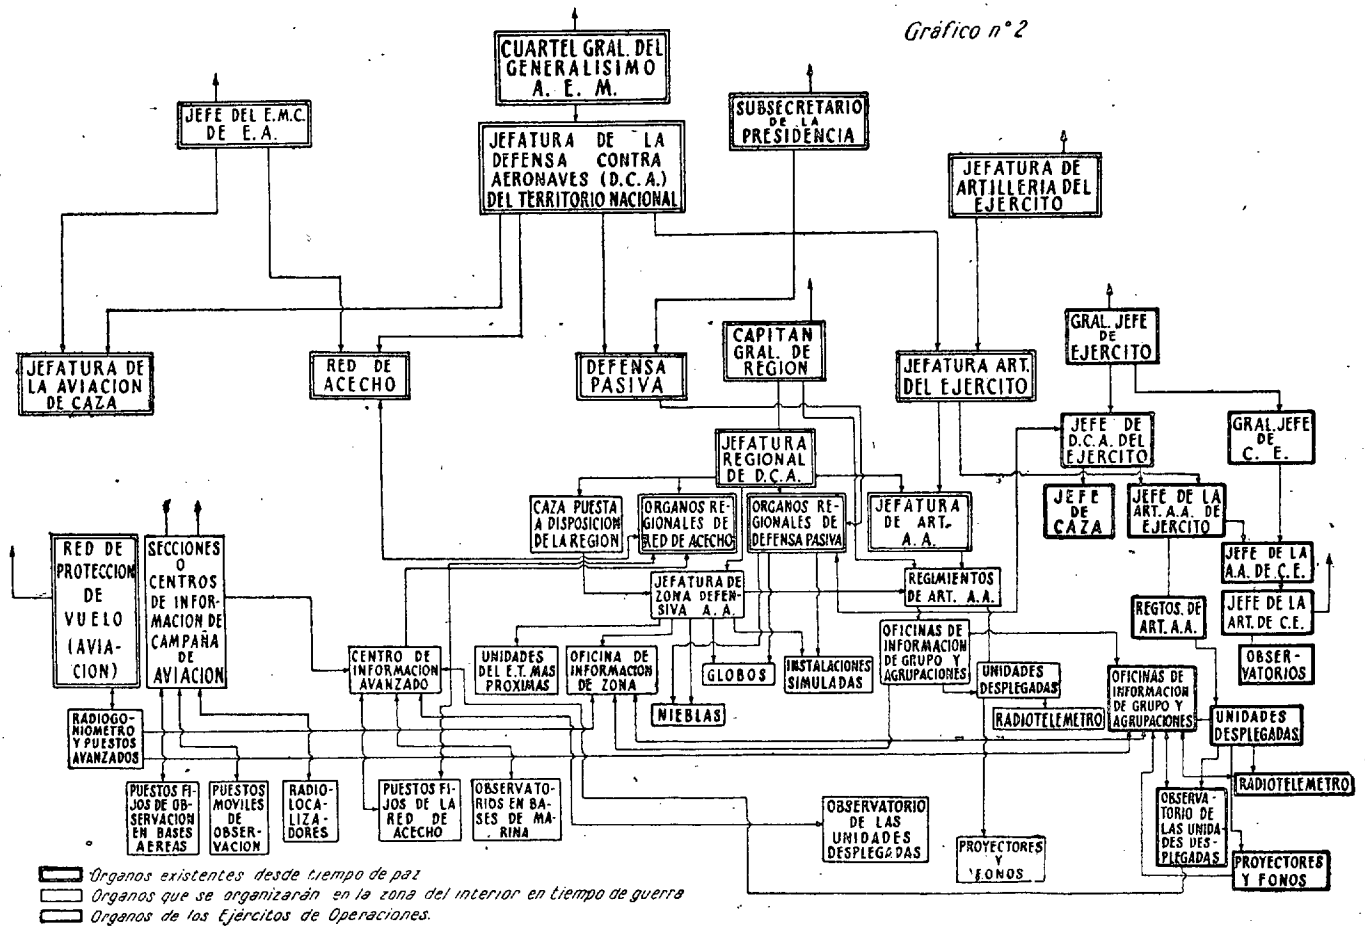 Gráfico nº 2
CUARTEL GRAL. DEL
GENERALISIMO
A. E. M.
JEFE DEL E.M.C.
DE E.A.
SUBSECRETARIO
DE LA
PRESIDENCIA
JEFATURA DE LA
DEFENSA CONTRA
AERONAVES (D.C.A.)
DEL TERRITORIO NACIONAL
JEFATURA DE
ARTILLERIA DEL
EJERCITO
JEFATURA DE
LA AVIACION
DE CAZA
RED DE
ACECHO
DEFENSA
PASIVA
CAPITAN
GRAL. DE
REGION
JEFATURA ART.
DEL EJERCITO
GRAL. JEFE
DE
EJERCITO
JEFE DE
D.C.A. DEL
EJERCITO
GRAL. JEFE
DE
C. E.
JEFATURA
REGIONAL
DE D.C.A.
CAZA PUESTA
A DISPOSICION
DE LA REGION
ORGANOS RE-
GIONALES DE
RED DE ACECHO
ORGANOS RE-
GIONALES DE
DEFENSA PASIVA
JEFATURA
DE ART.
A. A.
JEFE
DE
CAZA
JEFE DE LA
ART. A.A. DE
EJERCITO
RED DE
PROTECCION
DE
VUELO
(AVIA-
CION)
SECCIONES
O
CENTROS
DE INFOR-
MACION DE
CAMPAÑA
DE
AVIACION
JEFATURA DE
ZONA DEFEN-
SIVA A. A.
REGIMIENTOS
DE ART. A.A.
JEFE DE LA
A.A. DE C.E.
JEFE DE LA
ART. DE C.E.
REGTOS. DE
ART. A.A.
OBSER-
VATORIOS
CENTRO DE
INFORMACION
AVANZADO
UNIDADES
DEL E.T. MAS
PROXIMAS
OFICINA DE
INFORMACION
DE ZONA
GLOBOS
INSTALACIONES
SIMULADAS
OFICINAS DE
INFORMACION
DE GRUPO Y
AGRUPACIONES
UNIDADES
DESPLEGADAS
OFICINAS DE
INFORMACION
DE GRUPO Y
AGRUPACIONES
NIEBLAS
RADIOTELEMETRO
UNIDADES
DESPLEGADAS
RADIOGO-
NIOMETRO
Y PUESTOS
AVANZADOS
RADIOTELEMETRO
PUESTOS FI-
JOS DE OB-
SERVACION
EN BASES
AEREAS
PUESTOS
MOVILES
DE
OBSER-
VACION
RADIO-
LOCA-
LIZA-
DORES
PUESTOS FI-
JOS DE LA
RED DE
ACECHO
OBSERVATO-
RIOS EN BA-
SES DE MA-
RINA
OBSERVATORIO
DE LAS
UNIDADES
DESPLEGADAS
PROYECTORES
Y
FONOS
OBSERVA-
TORIO DE
LAS UNIDA-
DES DES-
PLEGADAS
PROYECTORES
Y FONOS
Organos existentes desde tiempo de paz
Organos que se organizarán en la zona del interior en tiempo de guerra
Organos de los Ejércitos de Operaciones.